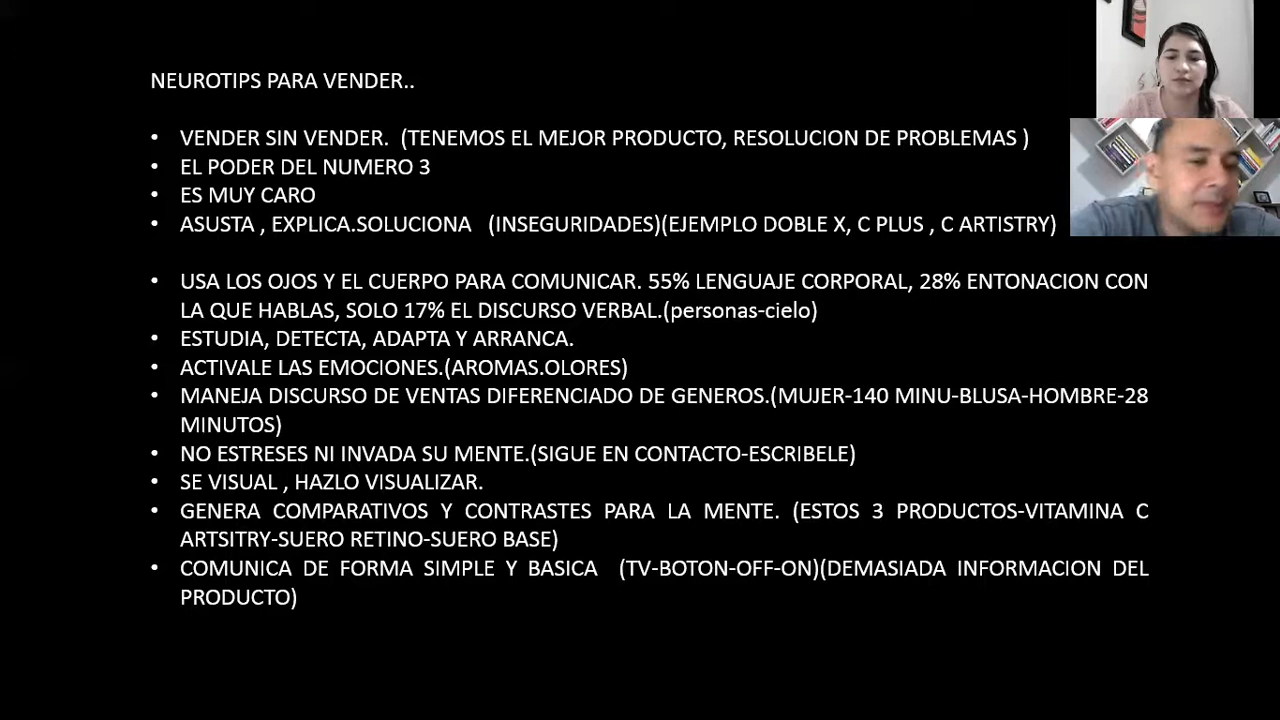 NEUROTIPS PARA VENDER..
• VENDER SIN VENDER. (TENEMOS EL MEJOR PRODUCTO, RESOLUCION DE PROBLEMAS )
• EL PODER DEL NUMERO 3
• ES MUY CARO
• ASUSTA , EXPLICA.SOLUCIONA (INSEGURIDADES)(EJEMPLO DOBLE X, C PLUS , C ARTISTRY)
• USA LOS OJOS Y EL CUERPO PARA COMUNICAR. 55% LENGUAJE CORPORAL, 28% ENTONACION CON
LA QUE HABLAS, SOLO 17% EL DISCURSO VERBAL.(personas-cielo)
• ESTUDIA, DETECTA, ADAPTA Y ARRANCA.
• ACTIVALE LAS EMOCIONES.(AROMAS.OLORES)
• MANEJA DISCURSO DE VENTAS DIFERENCIADO DE GENEROS.(MUJER-140 MINU-BLUSA-HOMBRE-28
MINUTOS)
• NO ESTRESES NI INVADA SU MENTE.(SIGUE EN CONTACTO-ESCRIBELE)
• SE VISUAL , HAZLO VISUALIZAR.
• GENERA COMPARATIVOS Y CONTRASTES PARA LA MENTE. (ESTOS 3 PRODUCTOS-VITAMINA C
ARTSITRY-SUERO RETINO-SUERO BASE)
• COMUNICA DE FORMA SIMPLE Y BASICA (TV-BOTON-OFF-ON)(DEMASIADA INFORMACION DEL
PRODUCTO)